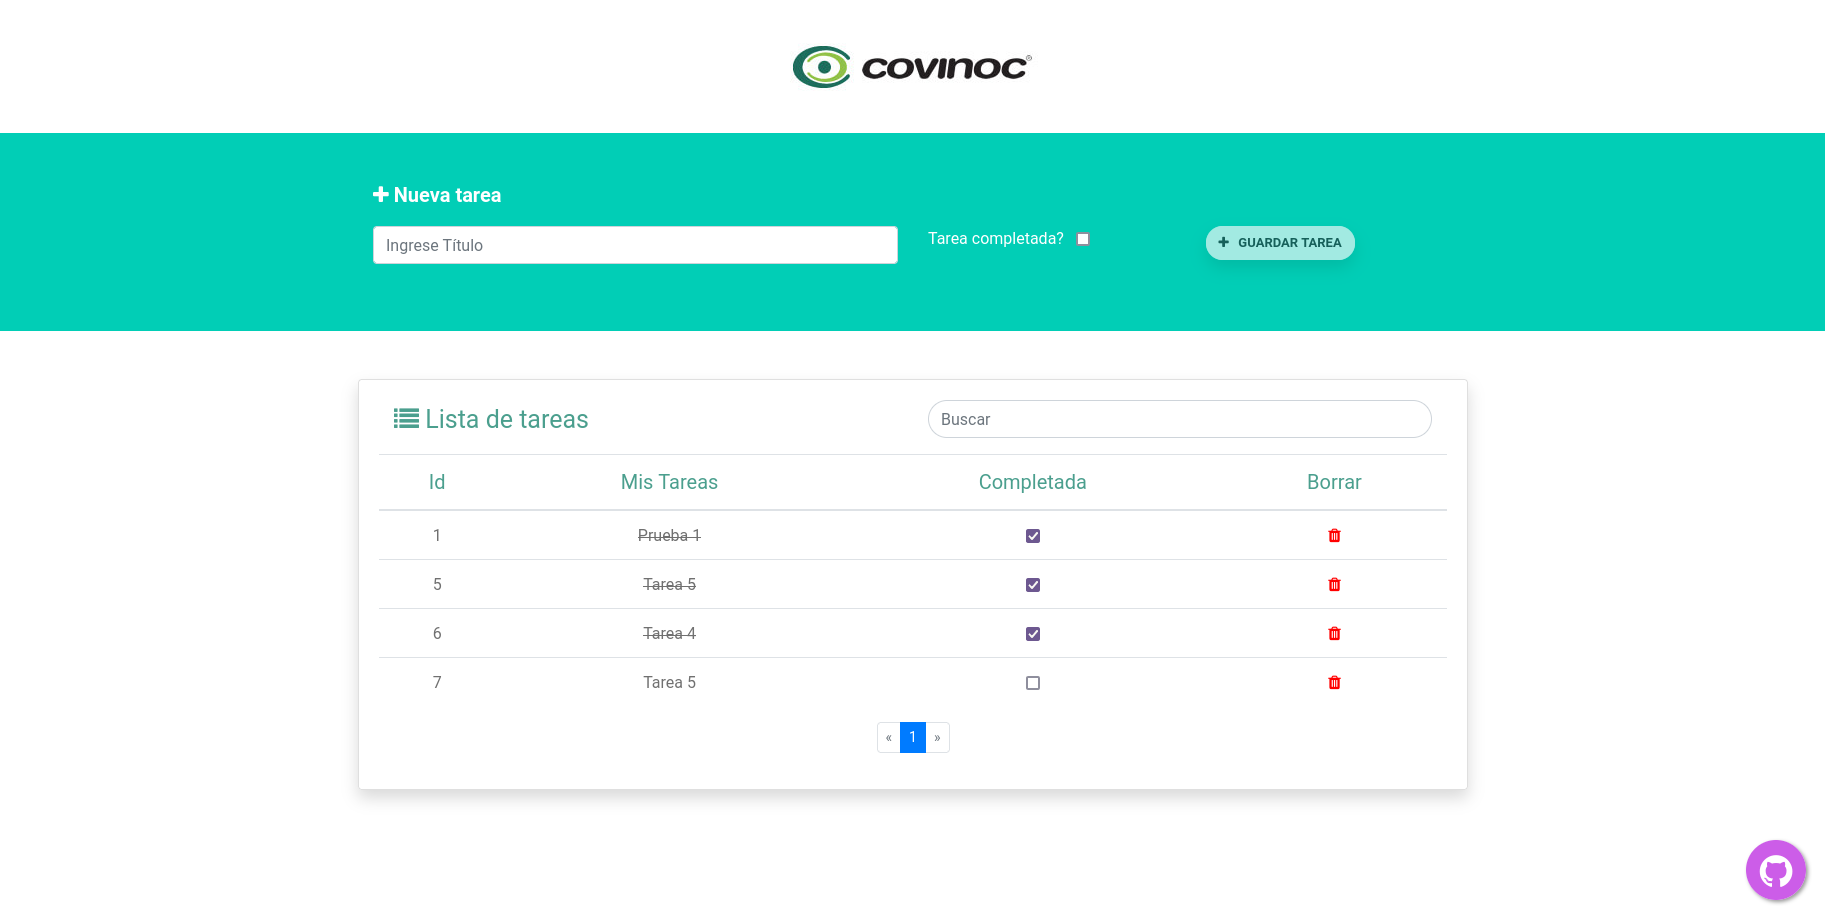 covinoc®
Nueva tarea
Ingrese Título
Tarea completada?
GUARDAR TAREA
Lista de tareas
Buscar
Id Mis Tareas Completada Borrar
1 Prueba 1
5 Tarea 5
6 Tarea 4
7 Tarea 5
« 1 »